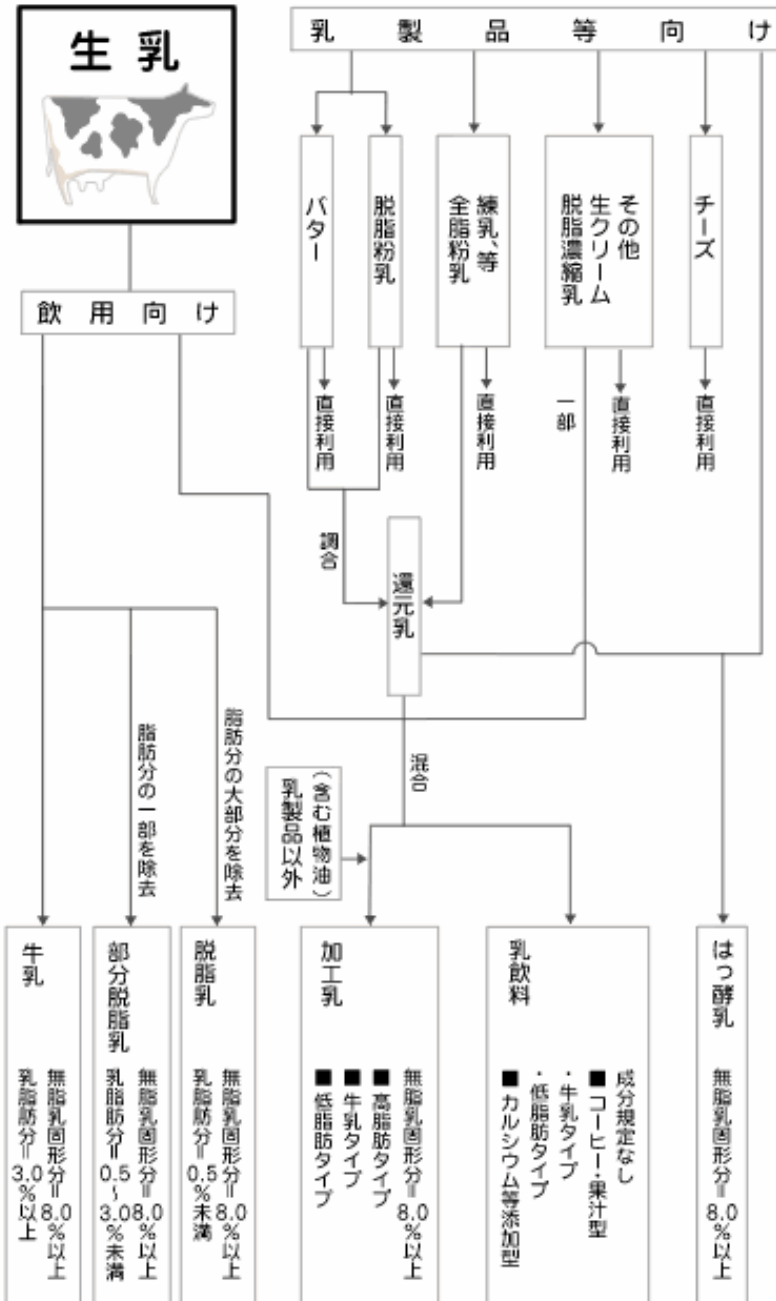 生乳
乳製品等向け
飲用向け
バター
脱脂粉乳
練乳、等
全脂粉乳
その他
生クリーム
脱脂濃縮乳
チーズ
直接利用
直接利用
直接利用
一部
直接利用
直接利用
調合
還元乳
脂肪分の一部を除去
脂肪分の大部分を除去
混合
(含む植物油)
乳製品以外
牛乳
無脂乳固形分=8.0%以上
乳脂肪分=3.0%以上
部分脱脂乳
無脂乳固形分=8.0%以上
乳脂肪分=0.5~3.0%未満
脱脂乳
無脂乳固形分=8.0%以上
乳脂肪分=0.5%未満
加工乳
無脂乳固形分=8.0%以上
■高脂肪タイプ
■牛乳タイプ
■低脂肪タイプ
乳飲料
成分規定なし
■コーヒー・果汁型
・牛乳タイプ
・低脂肪タイプ
■カルシウム等添加型
はっ酵乳
無脂乳固形分=8.0%以上